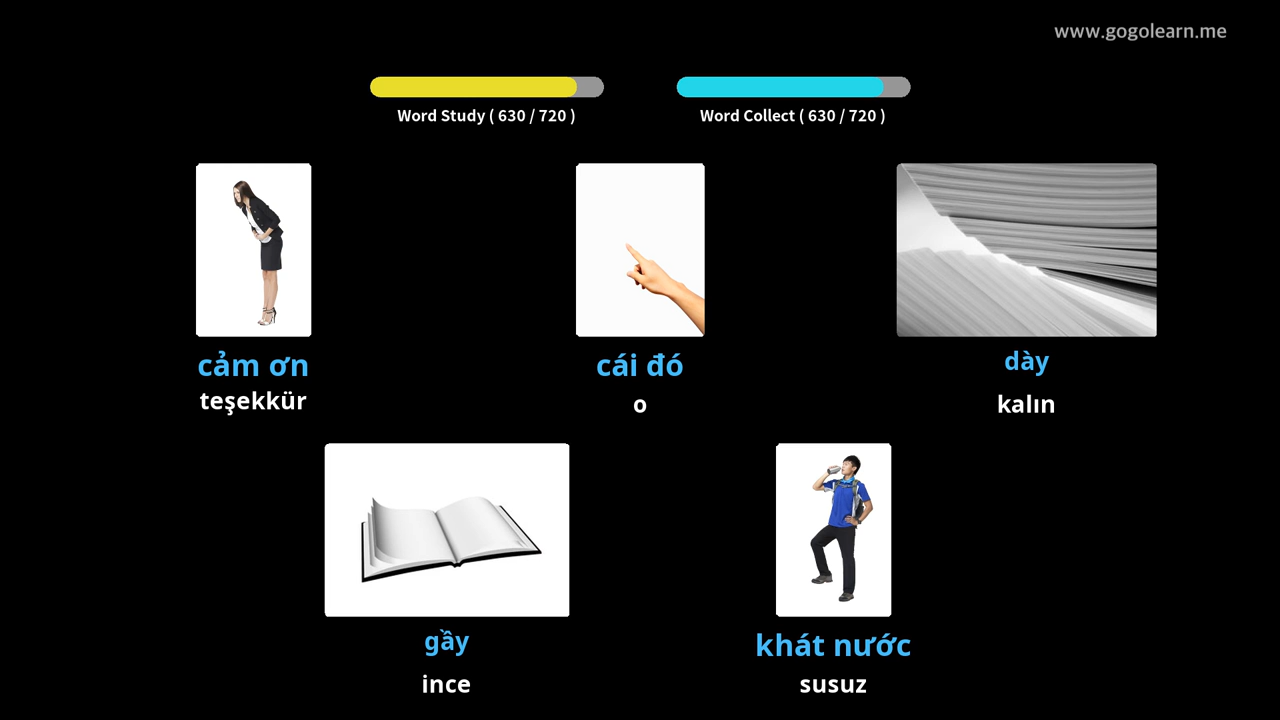 www.gogolearn.me
Word Study ( 630 / 720 )
Word Collect ( 630 / 720 )
cảm ơn
teşekkür
cái đó
o
dày
kalın
gầy
ince
khát nước
susuz